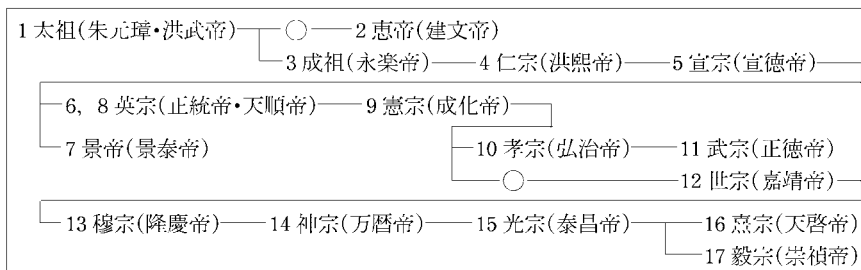 1 太祖(朱元璋・洪武帝) 〇 2 恵帝(建文帝)
3 成祖(永楽帝) 4 仁宗(洪熙帝) 5 宣宗(宣徳帝)
6, 8 英宗(正統帝・天順帝) 9 憲宗(成化帝)
7 景帝(景泰帝) 10 孝宗(弘治帝) 11 武宗(正徳帝)
〇 12 世宗(嘉靖帝)
13 穆宗(隆慶帝) 14 神宗(万暦帝) 15 光宗(泰昌帝) 16 熹宗(天啓帝)
17 毅宗(崇禎帝)